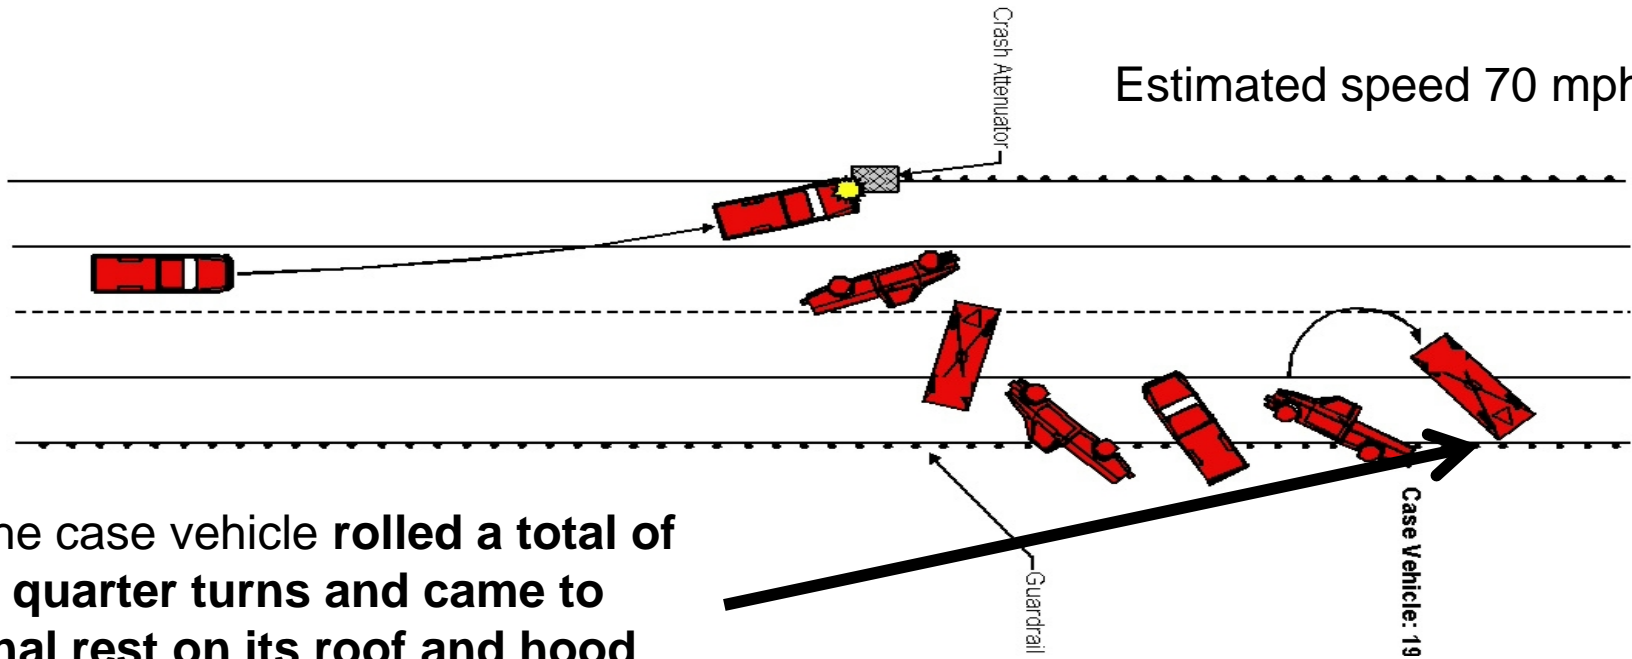 Crash Attenuator
Estimated speed 70 mph
he case vehicle rolled a total of
quarter turns and came to
nal rest on its roof and hood
Guardrail
Case Vehicle: 19